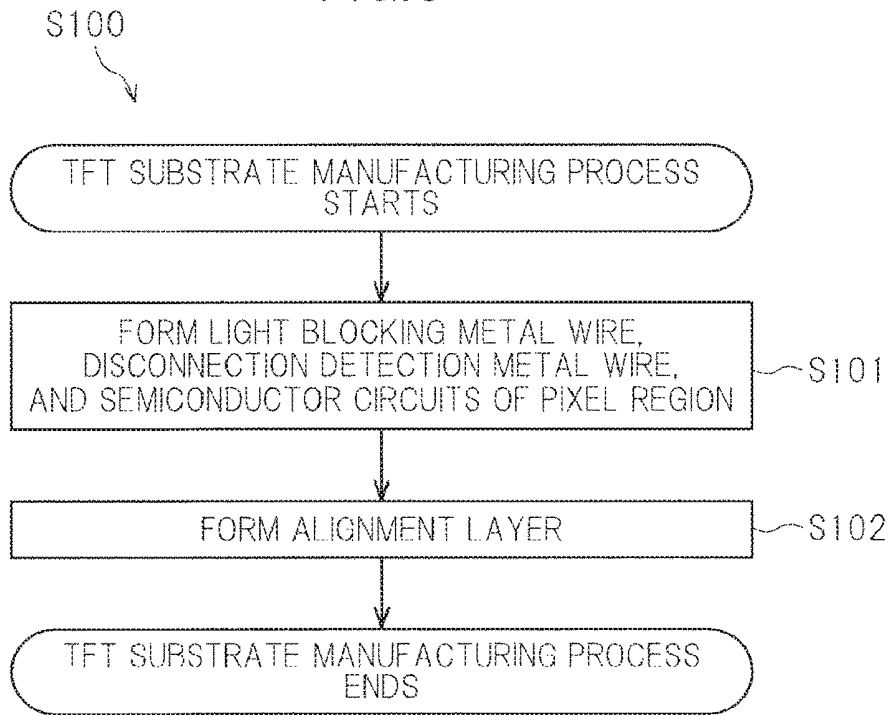 S100
TFT SUBSTRATE MANUFACTURING PROCESS
STARTS
FORM LIGHT BLOCKING METAL WIRE,
DISCONNECTION DETECTION METAL WIRE,
AND SEMICONDUCTOR CIRCUITS OF PIXEL REGION
S101
FORM ALIGNMENT LAYER
S102
TFT SUBSTRATE MANUFACTURING PROCESS
ENDS